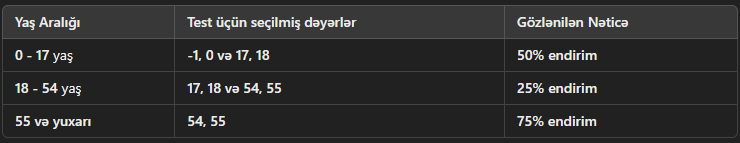 Yaş Aralığı Test üçün seçilmiş dəyərlər Gözlənilən Nəticə
0 - 17 yaş -1, 0 və 17, 18 50% endirim
18 - 54 yaş 17, 18 və 54, 55 25% endirim
55 və yuxarı 54, 55 75% endirim